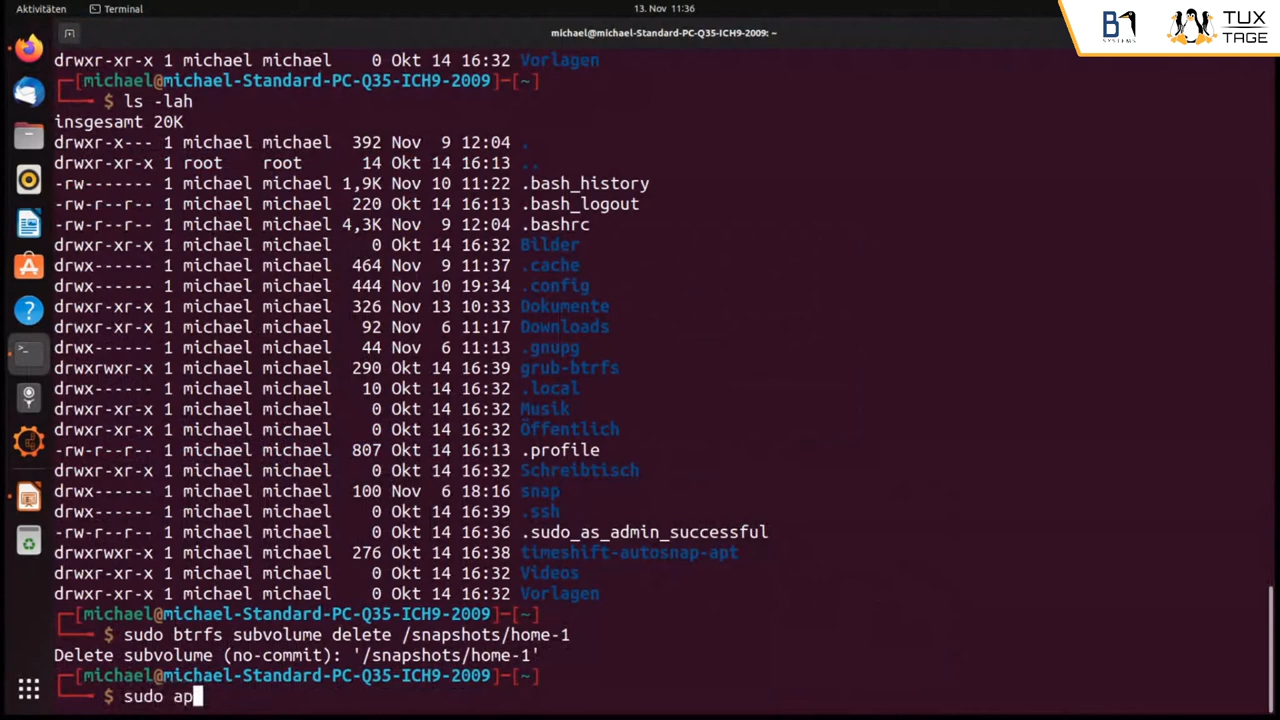 Aktivitäten Terminal 13. Nov 11:36
B1 SYSTEMS TUX TAGE
michael@michael-Standard-PC-Q35-ICH9-2009: ~
drwxr-xr-x 1 michael michael 0 Okt 14 16:32 Vorlagen
[michael@michael-Standard-PC-Q35-ICH9-2009]-[~]
$ ls -lah
insgesamt 20K
drwxr-x--- 1 michael michael 392 Nov 9 12:04 .
drwxr-xr-x 1 root root 14 Okt 14 16:13 ..
-rw------- 1 michael michael 1,9K Nov 10 11:22 .bash_history
-rw-r--r-- 1 michael michael 220 Okt 14 16:13 .bash_logout
-rw-r--r-- 1 michael michael 4,3K Nov 9 12:04 .bashrc
drwxr-xr-x 1 michael michael 0 Okt 14 16:32 Bilder
drwx------ 1 michael michael 464 Nov 9 11:37 .cache
drwx------ 1 michael michael 444 Nov 10 19:34 .config
drwxr-xr-x 1 michael michael 326 Nov 13 10:33 Dokumente
drwxr-xr-x 1 michael michael 92 Nov 6 11:17 Downloads
drwx------ 1 michael michael 44 Nov 6 11:13 .gnupg
drwxrwxr-x 1 michael michael 290 Okt 14 16:39 grub-btrfs
drwx------ 1 michael michael 10 Okt 14 16:32 .local
drwxr-xr-x 1 michael michael 0 Okt 14 16:32 Musik
drwxr-xr-x 1 michael michael 0 Okt 14 16:32 Öffentlich
-rw-r--r-- 1 michael michael 807 Okt 14 16:13 .profile
drwxr-xr-x 1 michael michael 0 Okt 14 16:32 Schreibtisch
drwx------ 1 michael michael 100 Nov 6 18:16 snap
drwx------ 1 michael michael 0 Okt 14 16:39 .ssh
-rw-r--r-- 1 michael michael 0 Okt 14 16:36 .sudo_as_admin_successful
drwxrwxr-x 1 michael michael 276 Okt 14 16:38 timeshift-autosnap-apt
drwxr-xr-x 1 michael michael 0 Okt 14 16:32 Videos
drwxr-xr-x 1 michael michael 0 Okt 14 16:32 Vorlagen
[michael@michael-Standard-PC-Q35-ICH9-2009]-[~]
$ sudo btrfs subvolume delete /snapshots/home-1
Delete subvolume (no-commit): '/snapshots/home-1'
[michael@michael-Standard-PC-Q35-ICH9-2009]-[~]
$ sudo ap